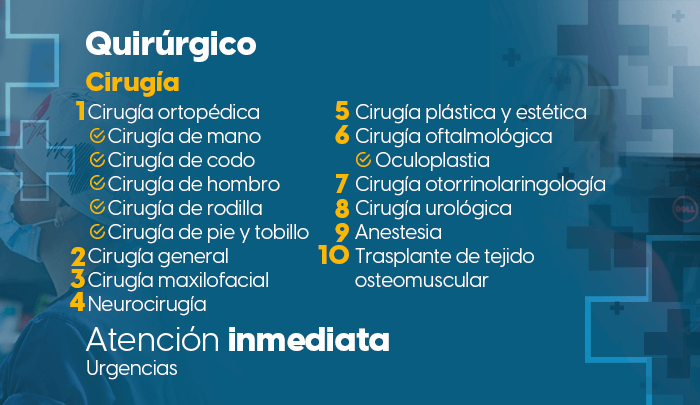 Quirúrgico
Cirugía
1 Cirugía ortopédica
Cirugía de mano
Cirugía de codo
Cirugía de hombro
Cirugía de rodilla
Cirugía de pie y tobillo
2 Cirugía general
3 Cirugía maxilofacial
4 Neurocirugía
5 Cirugía plástica y estética
6 Cirugía oftalmológica
Oculoplastia
7 Cirugía otorrinolaringología
8 Cirugía urológica
9 Anestesia
10 Trasplante de tejido
osteomuscular
Atención inmediata
Urgencias
DELL